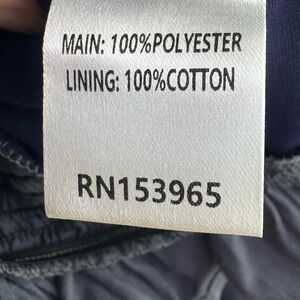 MAIN: 100%POLYESTER
LINING: 100%COTTON
RN153965